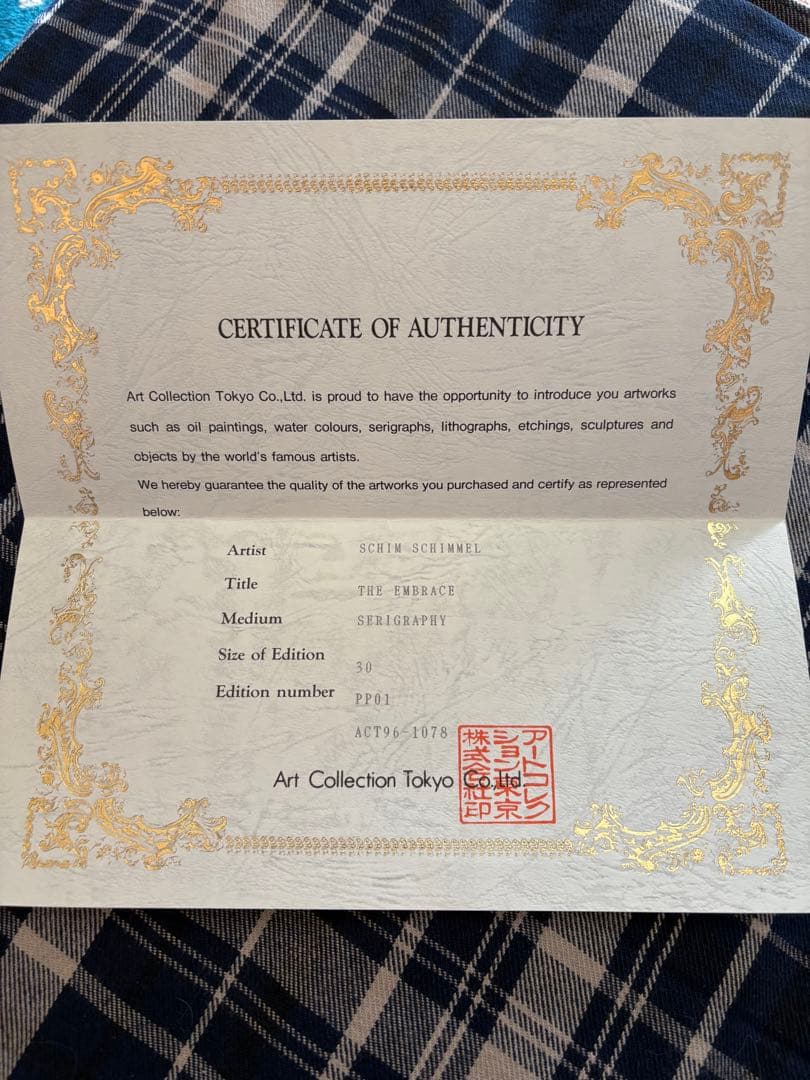 CERTIFICATE OF AUTHENTICITY
Art Collection Tokyo Co.,Ltd. is proud to have the opportunity to introduce you artworks
such as oil paintings, water colours, serigraphs, lithographs, etchings, sculptures and
objects by the world's famous artists.
We hereby guarantee the quality of the artworks you purchased and certify as represented
below:
Artist SCHIM SCHIMMEL
Title THE EMBRACE
Medium SERIGRAPHY
Size of Edition 30
Edition number PP01
ACT96-1078
Art Collection Tokyo Co.,Ltd.
アートコレク
ション東京
株式会社印